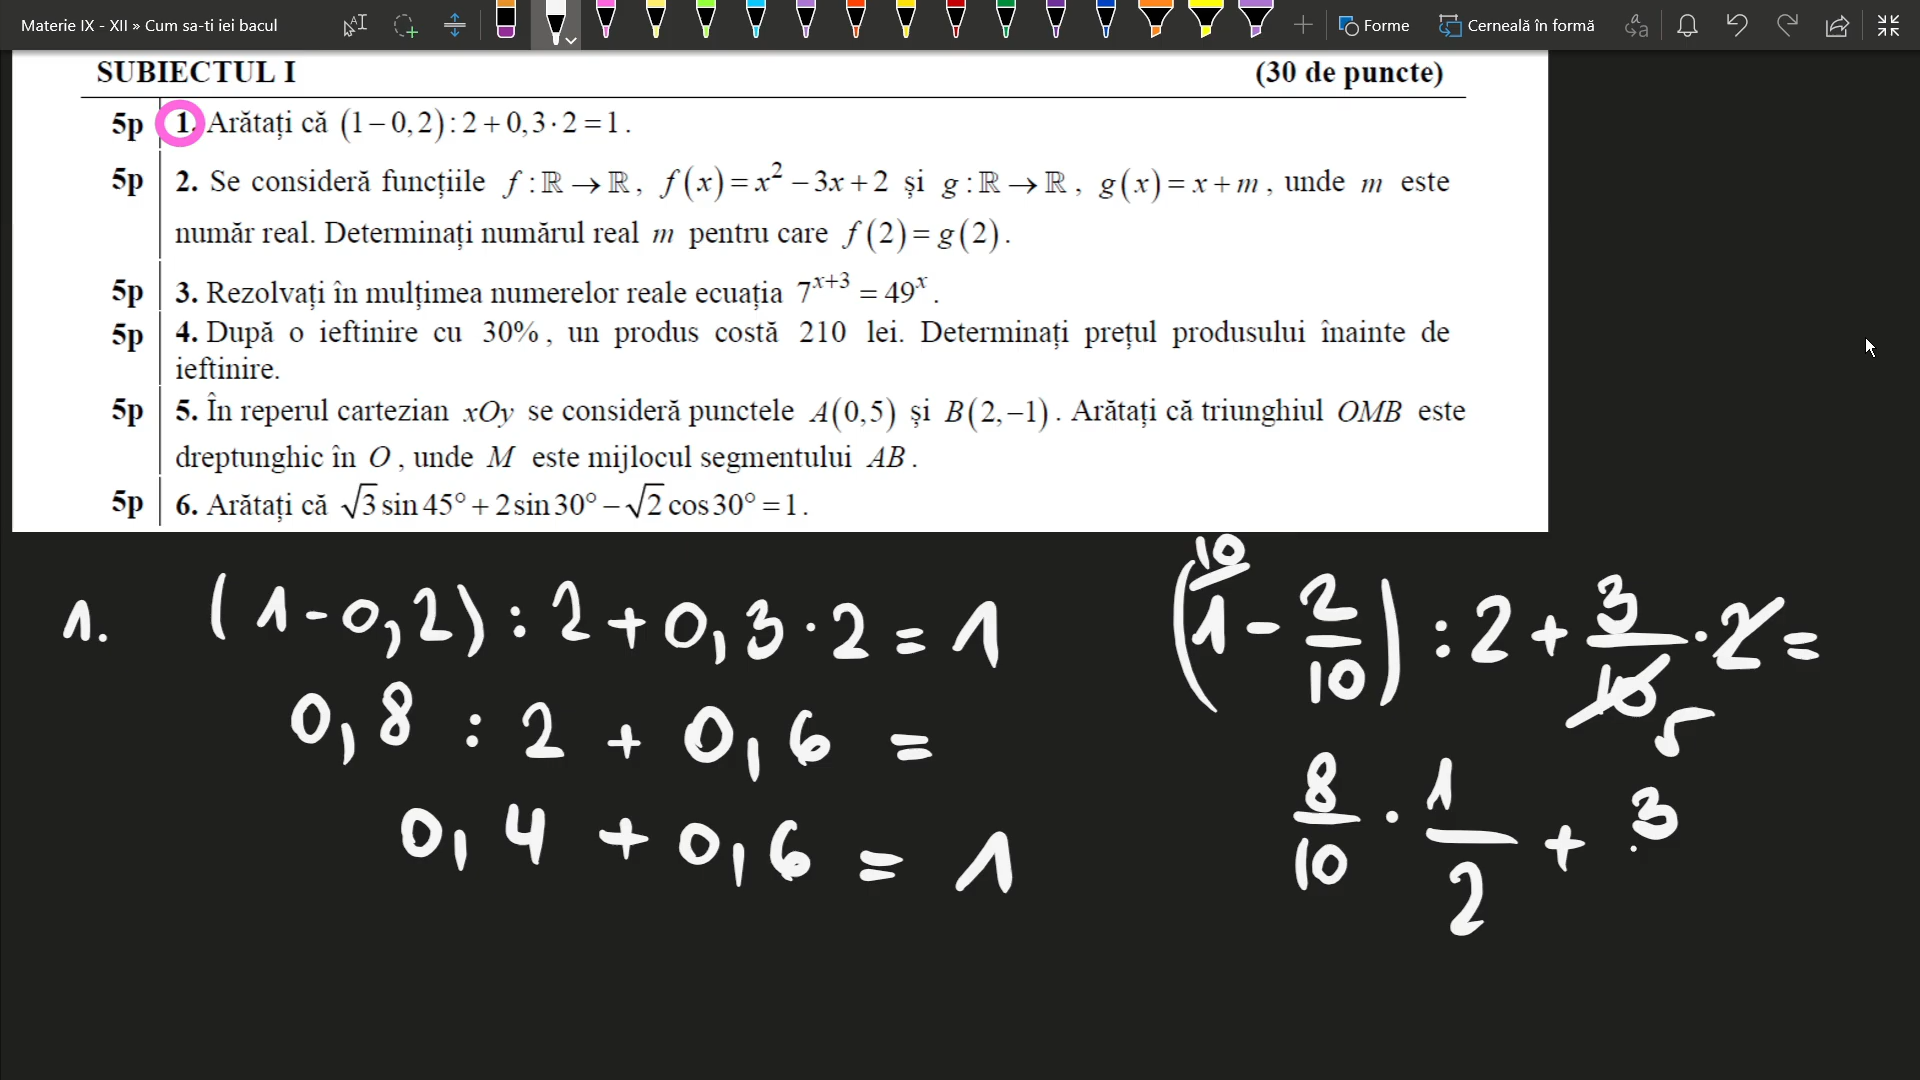 Materie IX - XII » Cum sa-ti iei bacul
Forme
Cerneală în formă
SUBIECTUL I (30 de puncte)
5p 1. Arătați că (1−0,2):2+0,3·2=1.
5p 2. Se consideră funcțiile f:ℝ→ℝ, f(x)=x²−3x+2 și g:ℝ→ℝ, g(x)=x+m, unde m este
număr real. Determinați numărul real m pentru care f(2)=g(2).
5p 3. Rezolvați în mulțimea numerelor reale ecuația 7ˣ⁺³=49ˣ.
5p 4. După o ieftinire cu 30%, un produs costă 210 lei. Determinați prețul produsului înainte de
ieftinire.
5p 5. În reperul cartezian xOy se consideră punctele A(0,5) și B(2,−1). Arătați că triunghiul OMB este
dreptunghic în O, unde M este mijlocul segmentului AB.
5p 6. Arătați că √3 sin45°+2sin30°−√2 cos30°=1.
1. (1-0,2):2+0,3·2=1
0,8 : 2 + 0,6 =
0,4 + 0,6 = 1
(10/1 - 2/10):2+3/10·2=
5
8/10 · 1/2 + 3